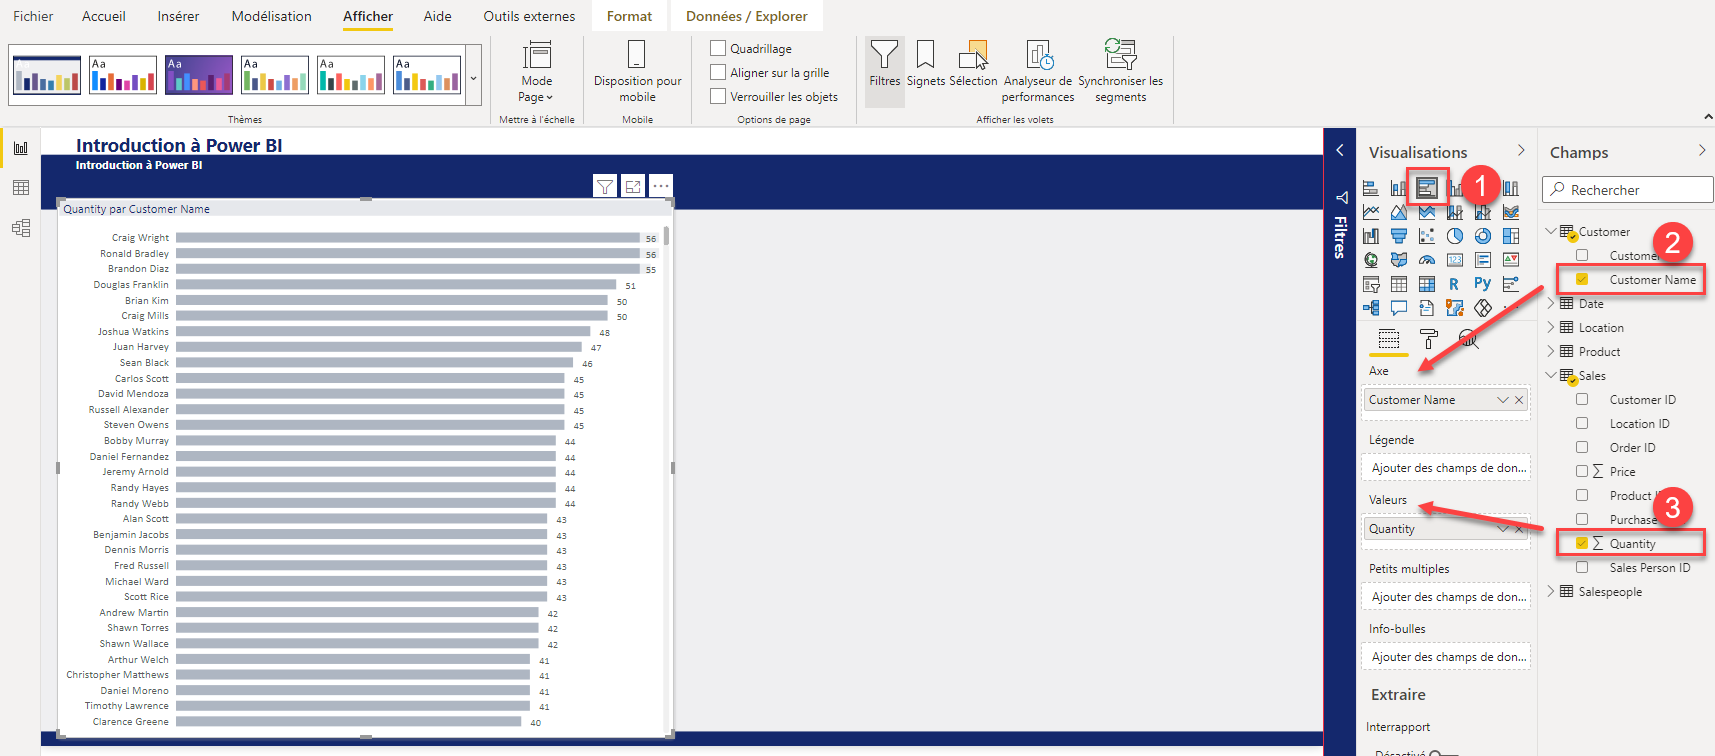 Fichier Accueil Insérer Modélisation Afficher Aide Outils externes Format Données / Explorer
Aa Aa Aa Aa Aa Aa
Mode
Page
Disposition pour
mobile
Quadrillage
Aligner sur la grille
Verrouiller les objets
Filtres
Signets
Sélection
Analyseur de
performances
Synchroniser les
segments
Thèmes Mettre à l'échelle Mobile Options de page Afficher les volets
Introduction à Power BI
Introduction à Power BI
Quantity par Customer Name
Craig Wright 56
Ronald Bradley 56
Brandon Diaz 55
Douglas Franklin 51
Brian Kim 50
Craig Mills 50
Joshua Watkins 48
Juan Harvey 47
Sean Black 46
Carlos Scott 45
David Mendoza 45
Russell Alexander 45
Steven Owens 45
Bobby Murray 44
Daniel Fernandez 44
Jeremy Arnold 44
Randy Hayes 44
Randy Webb 44
Alan Scott 43
Benjamin Jacobs 43
Dennis Morris 43
Fred Russell 43
Michael Ward 43
Scott Rice 43
Andrew Martin 42
Shawn Torres 42
Shawn Wallace 42
Arthur Welch 41
Christopher Matthews 41
Daniel Moreno 41
Timothy Lawrence 41
Clarence Greene 40
Filtres
Visualisations
1
R Py
123
Axe
Customer Name
Légende
Ajouter des champs de don...
Valeurs
Quantity
Petits multiples
Ajouter des champs de don...
Info-bulles
Ajouter des champs de don...
Extraire
Interrapport
Désactivé
Champs
Rechercher
Customer
2
Custome
Customer Name
Date
Location
Product
Sales
Customer ID
Location ID
Order ID
∑ Price
Product I
3
Purchase
∑ Quantity
Sales Person ID
Salespeople